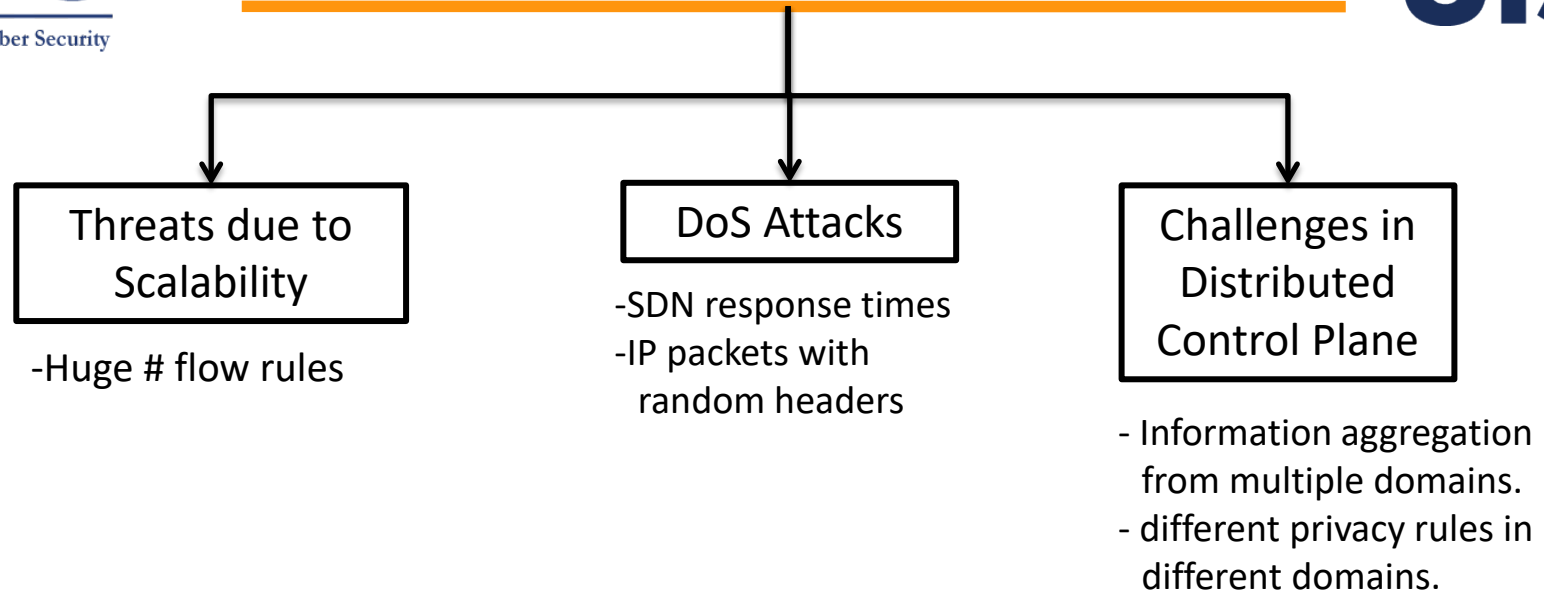 ber Security
Threats due to
Scalability
-Huge # flow rules
DoS Attacks
-SDN response times
-IP packets with
random headers
Challenges in
Distributed
Control Plane
- Information aggregation
from multiple domains.
- different privacy rules in
different domains.